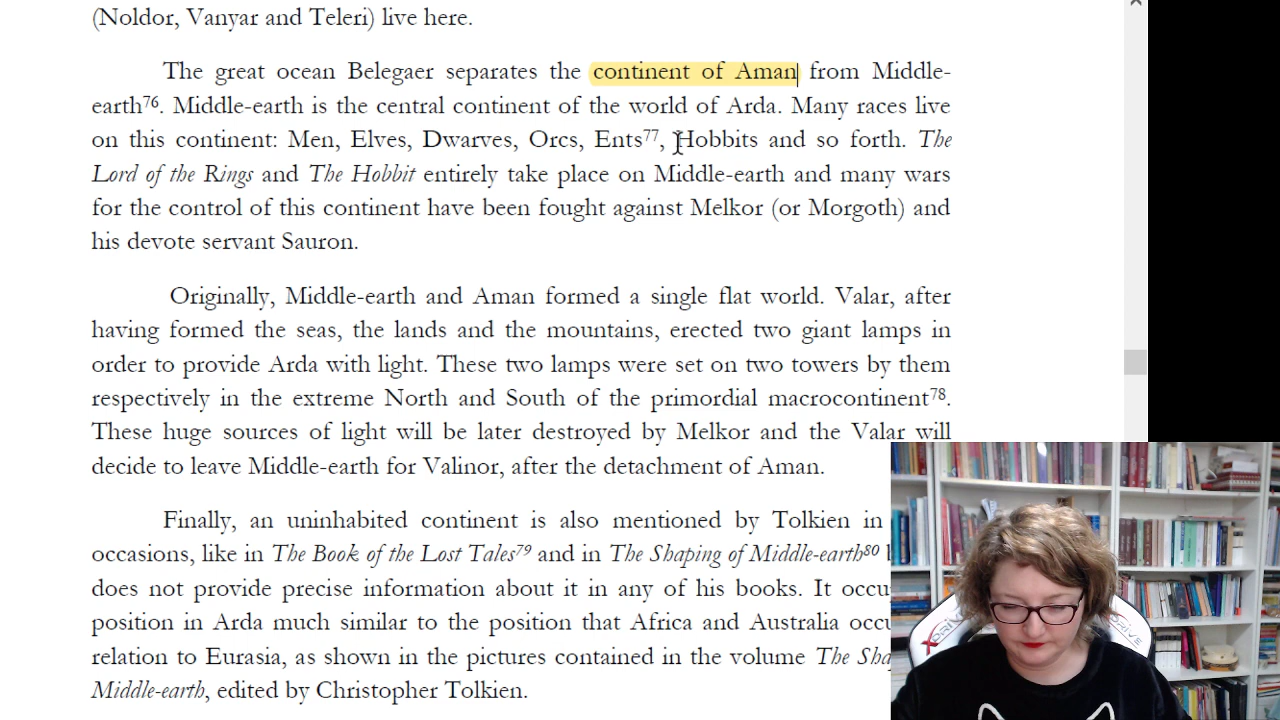 (Noldor, Vanyar and Teleri) live here.
The great ocean Belegaer separates the continent of Aman from Middle-
earth76. Middle-earth is the central continent of the world of Arda. Many races live
on this continent: Men, Elves, Dwarves, Orcs, Ents77, Hobbits and so forth. The
Lord of the Rings and The Hobbit entirely take place on Middle-earth and many wars
for the control of this continent have been fought against Melkor (or Morgoth) and
his devote servant Sauron.
Originally, Middle-earth and Aman formed a single flat world. Valar, after
having formed the seas, the lands and the mountains, erected two giant lamps in
order to provide Arda with light. These two lamps were set on two towers by them
respectively in the extreme North and South of the primordial macrocontinent78.
These huge sources of light will be later destroyed by Melkor and the Valar will
decide to leave Middle-earth for Valinor, after the detachment of Aman.
Finally, an uninhabited continent is also mentioned by Tolkien in
occasions, like in The Book of the Lost Tales79 and in The Shaping of Middle-earth80
does not provide precise information about it in any of his books. It
position in Arda much similar to the position that Africa and Australia
relation to Eurasia, as shown in the pictures contained in the volume The
Middle-earth, edited by Christopher Tolkien.